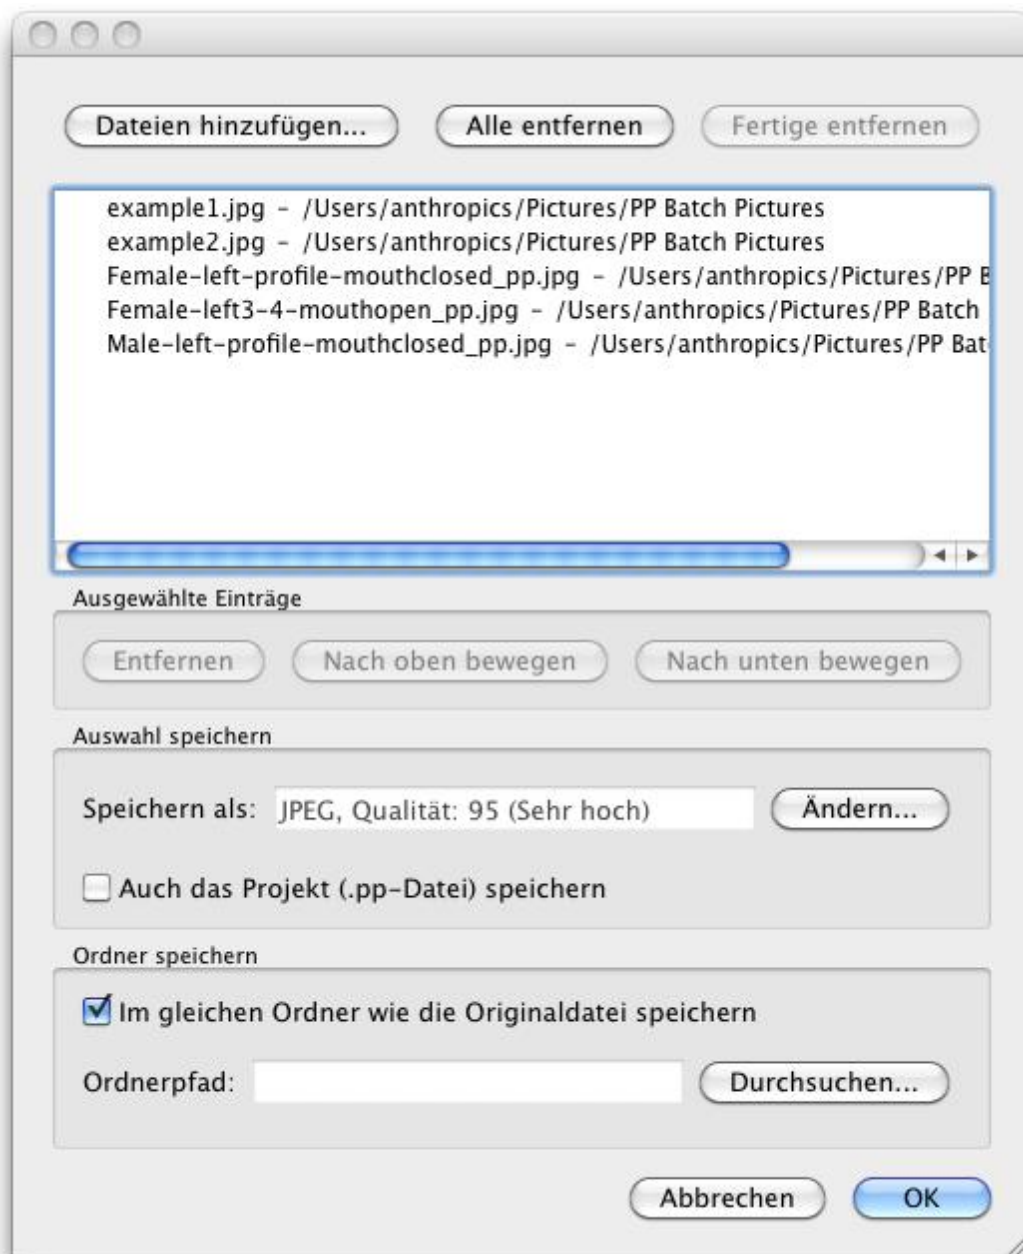 Dateien hinzufügen... Alle entfernen Fertige entfernen
example1.jpg – /Users/anthropics/Pictures/PP Batch Pictures
example2.jpg – /Users/anthropics/Pictures/PP Batch Pictures
Female-left-profile-mouthclosed_pp.jpg – /Users/anthropics/Pictures/PP B
Female-left3-4-mouthopen_pp.jpg – /Users/anthropics/Pictures/PP Batch
Male-left-profile-mouthclosed_pp.jpg – /Users/anthropics/Pictures/PP Bat
Ausgewählte Einträge
Entfernen Nach oben bewegen Nach unten bewegen
Auswahl speichern
Speichern als: JPEG, Qualität: 95 (Sehr hoch) Ändern...
Auch das Projekt (.pp-Datei) speichern
Ordner speichern
Im gleichen Ordner wie die Originaldatei speichern
Ordnerpfad: Durchsuchen...
Abbrechen OK